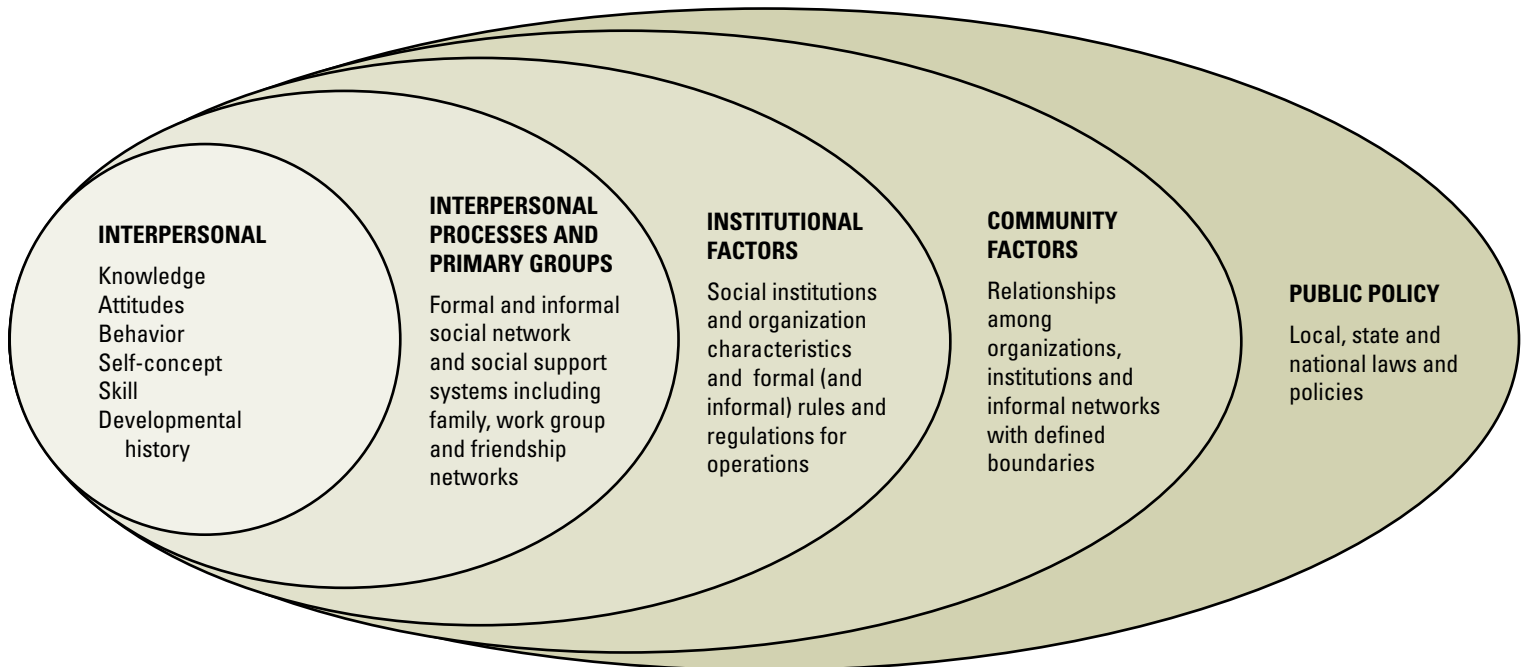 INTERPERSONAL
Knowledge
Attitudes
Behavior
Self-concept
Skill
Developmental
history
INTERPERSONAL
PROCESSES AND
PRIMARY GROUPS
Formal and informal
social network
and social support
systems including
family, work group
and friendship
networks
INSTITUTIONAL
FACTORS
Social institutions
and organization
characteristics
and formal (and
informal) rules and
regulations for
operations
COMMUNITY
FACTORS
Relationships
among
organizations,
institutions and
informal networks
with defined
boundaries
PUBLIC POLICY
Local, state and
national laws and
policies